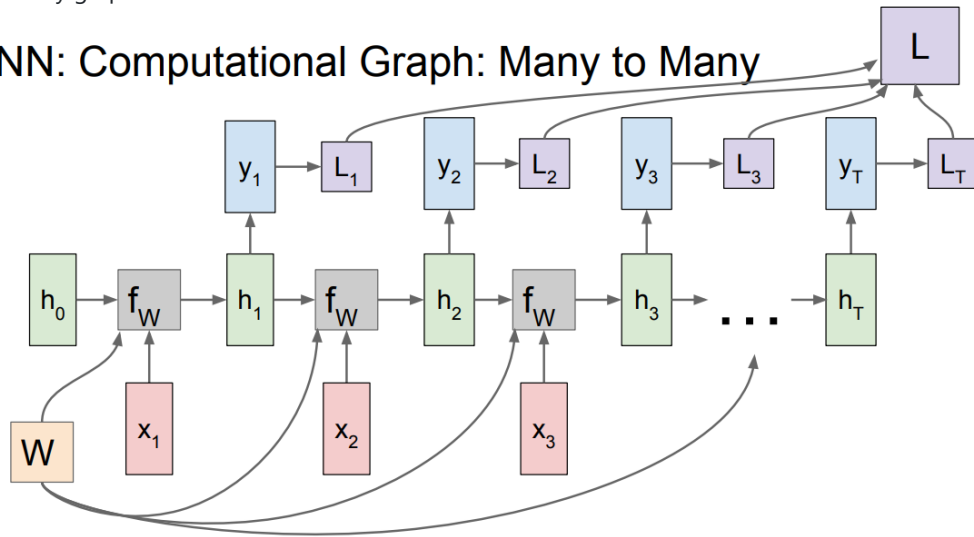 NN: Computational Graph: Many to Many
L
y1
L1
y2
L2
y3
L3
yT
LT
h0
fW
h1
fW
h2
fW
h3
...
hT
W
x1
x2
x3